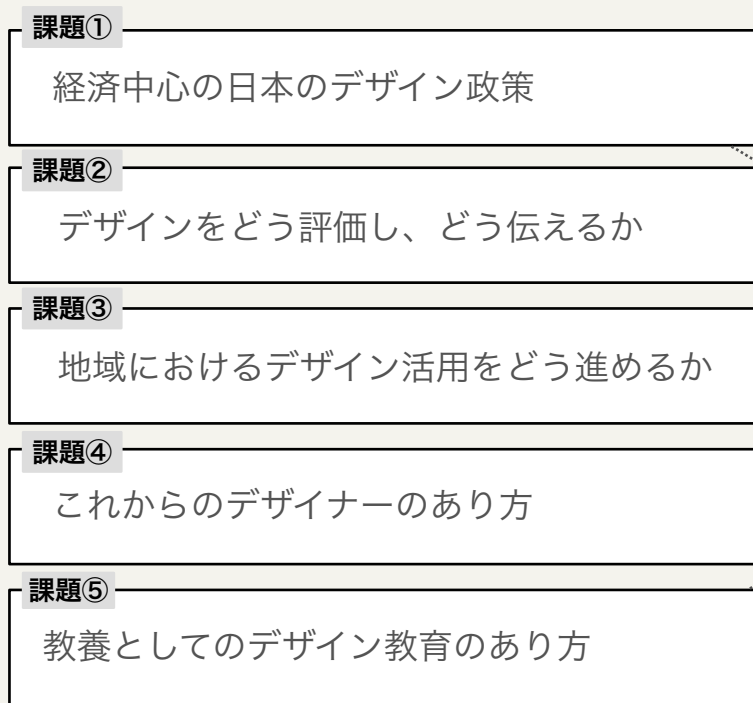 課題①
経済中心の日本のデザイン政策
課題②
デザインをどう評価し、どう伝えるか
課題③
地域におけるデザイン活用をどう進めるか
課題④
これからのデザイナーのあり方
課題⑤
教養としてのデザイン教育のあり方